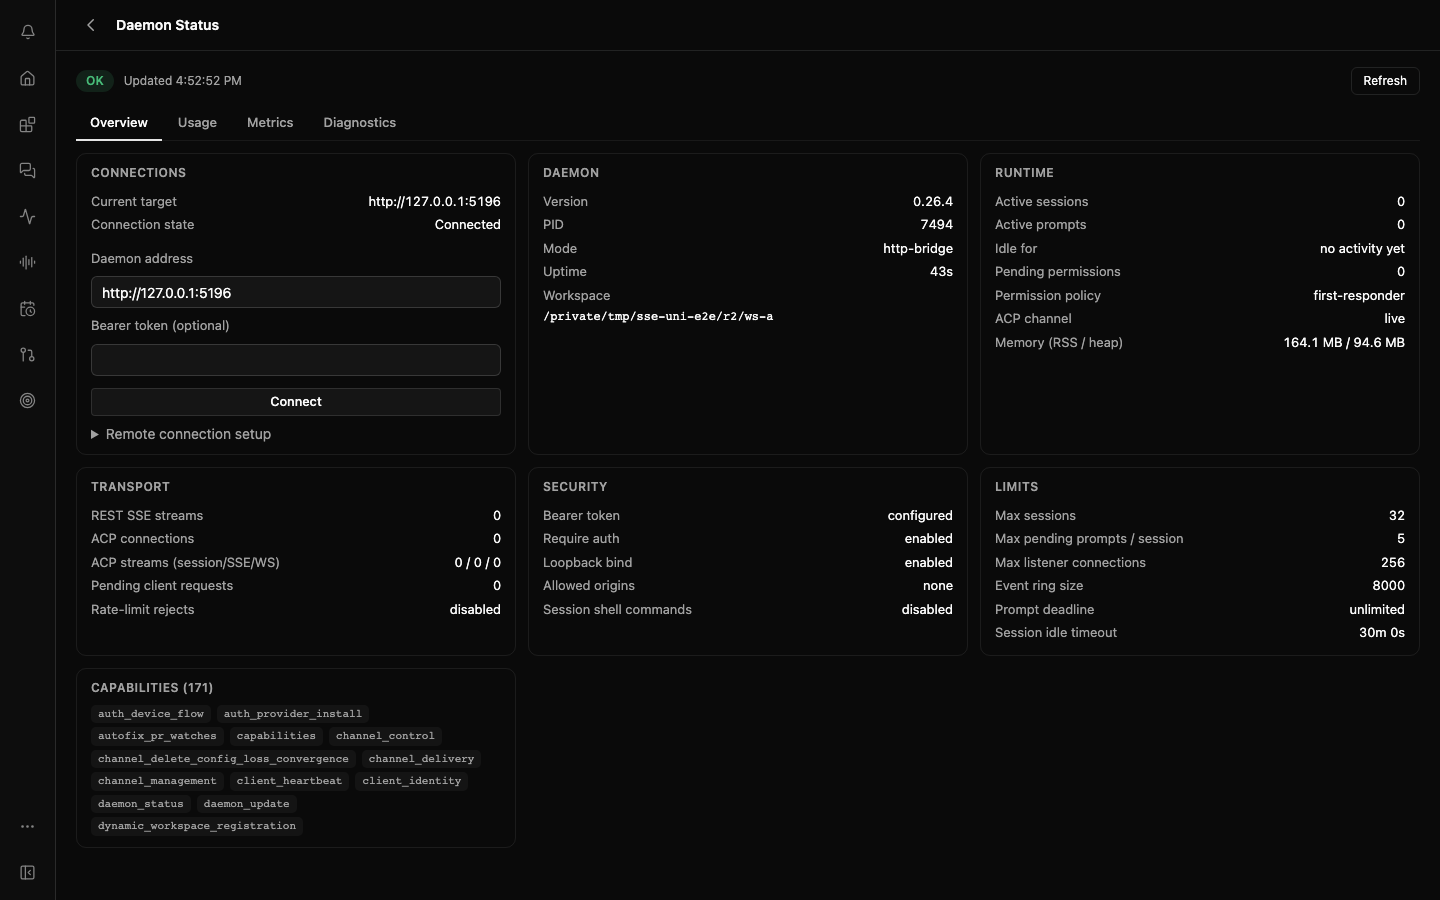 Daemon Status
OK Updated 4:52:52 PM
Refresh
Overview Usage Metrics Diagnostics
CONNECTIONS
Current target http://127.0.0.1:5196
Connection state Connected
Daemon address
http://127.0.0.1:5196
Bearer token (optional)
Connect
Remote connection setup
DAEMON
Version 0.26.4
PID 7494
Mode http-bridge
Uptime 43s
Workspace
/private/tmp/sse-uni-e2e/r2/ws-a
RUNTIME
Active sessions 0
Active prompts 0
Idle for no activity yet
Pending permissions 0
Permission policy first-responder
ACP channel live
Memory (RSS / heap) 164.1 MB / 94.6 MB
TRANSPORT
REST SSE streams 0
ACP connections 0
ACP streams (session/SSE/WS) 0 / 0 / 0
Pending client requests 0
Rate-limit rejects disabled
SECURITY
Bearer token configured
Require auth enabled
Loopback bind enabled
Allowed origins none
Session shell commands disabled
LIMITS
Max sessions 32
Max pending prompts / session 5
Max listener connections 256
Event ring size 8000
Prompt deadline unlimited
Session idle timeout 30m 0s
CAPABILITIES (171)
auth_device_flow auth_provider_install
autofix_pr_watches capabilities channel_control
channel_delete_config_loss_convergence channel_delivery
channel_management client_heartbeat client_identity
daemon_status daemon_update
dynamic_workspace_registration